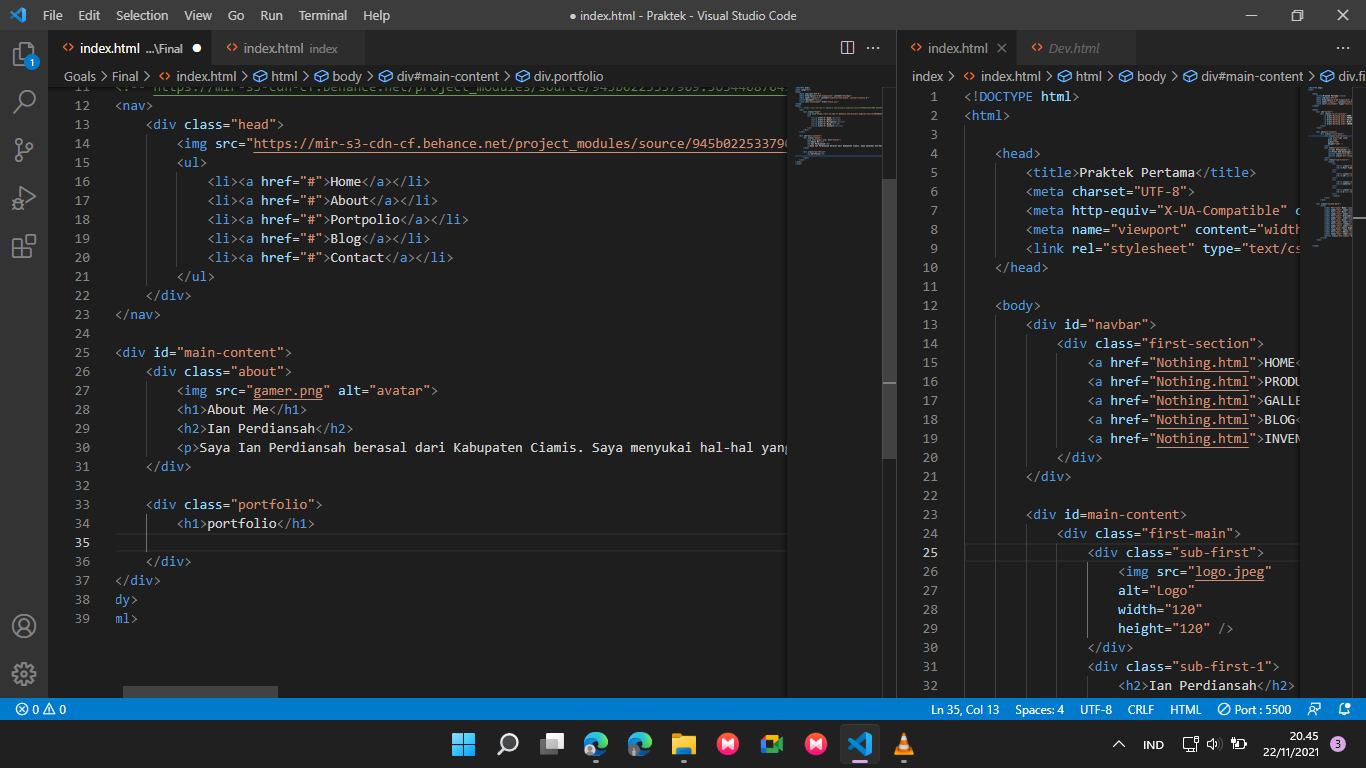 File Edit Selection View Go Run Terminal Help
● index.html - Praktek - Visual Studio Code
index.html ...\Final
index.html index
Goals > Final > index.html > html > body > div#main-content > div.portfolio
12 <nav>
13 <div class="head">
14 <img src="https://mir-s3-cdn-cf.behance.net/project_modules/source/945b0225337969
15 <ul>
16 <li><a href="#">Home</a></li>
17 <li><a href="#">About</a></li>
18 <li><a href="#">Portpolio</a></li>
19 <li><a href="#">Blog</a></li>
20 <li><a href="#">Contact</a></li>
21 </ul>
22 </div>
23 </nav>
24
25 <div id="main-content">
26 <div class="about">
27 <img src="gamer.png" alt="avatar">
28 <h1>About Me</h1>
29 <h2>Ian Perdiansah</h2>
30 <p>Saya Ian Perdiansah berasal dari Kabupaten Ciamis. Saya menyukai hal-hal yang
31 </div>
32
33 <div class="portfolio">
34 <h1>portfolio</h1>
35
36 </div>
37 </div>
38 dy>
39 ml>
index.html
Dev.html
index > index.html > html > body > div#main-content > div.fi
1 <!DOCTYPE html>
2 <html>
3
4 <head>
5 <title>Praktek Pertama</title>
6 <meta charset="UTF-8">
7 <meta http-equiv="X-UA-Compatible" c
8 <meta name="viewport" content="width
9 <link rel="stylesheet" type="text/cs
10 </head>
11
12 <body>
13 <div id="navbar">
14 <div class="first-section">
15 <a href="Nothing.html">HOME<
16 <a href="Nothing.html">PRODU
17 <a href="Nothing.html">GALLE
18 <a href="Nothing.html">BLOG<
19 <a href="Nothing.html">INVEN
20 </div>
21 </div>
22
23 <div id=main-content>
24 <div class="first-main">
25 <div class="sub-first">
26 <img src="logo.jpeg"
27 alt="Logo"
28 width="120"
29 height="120" />
30 </div>
31 <div class="sub-first-1">
32 <h2>Ian Perdiansah</h2>
0 0 Ln 35, Col 13 Spaces: 4 UTF-8 CRLF HTML Port : 5500
1
IND
20.45
22/11/2021
3